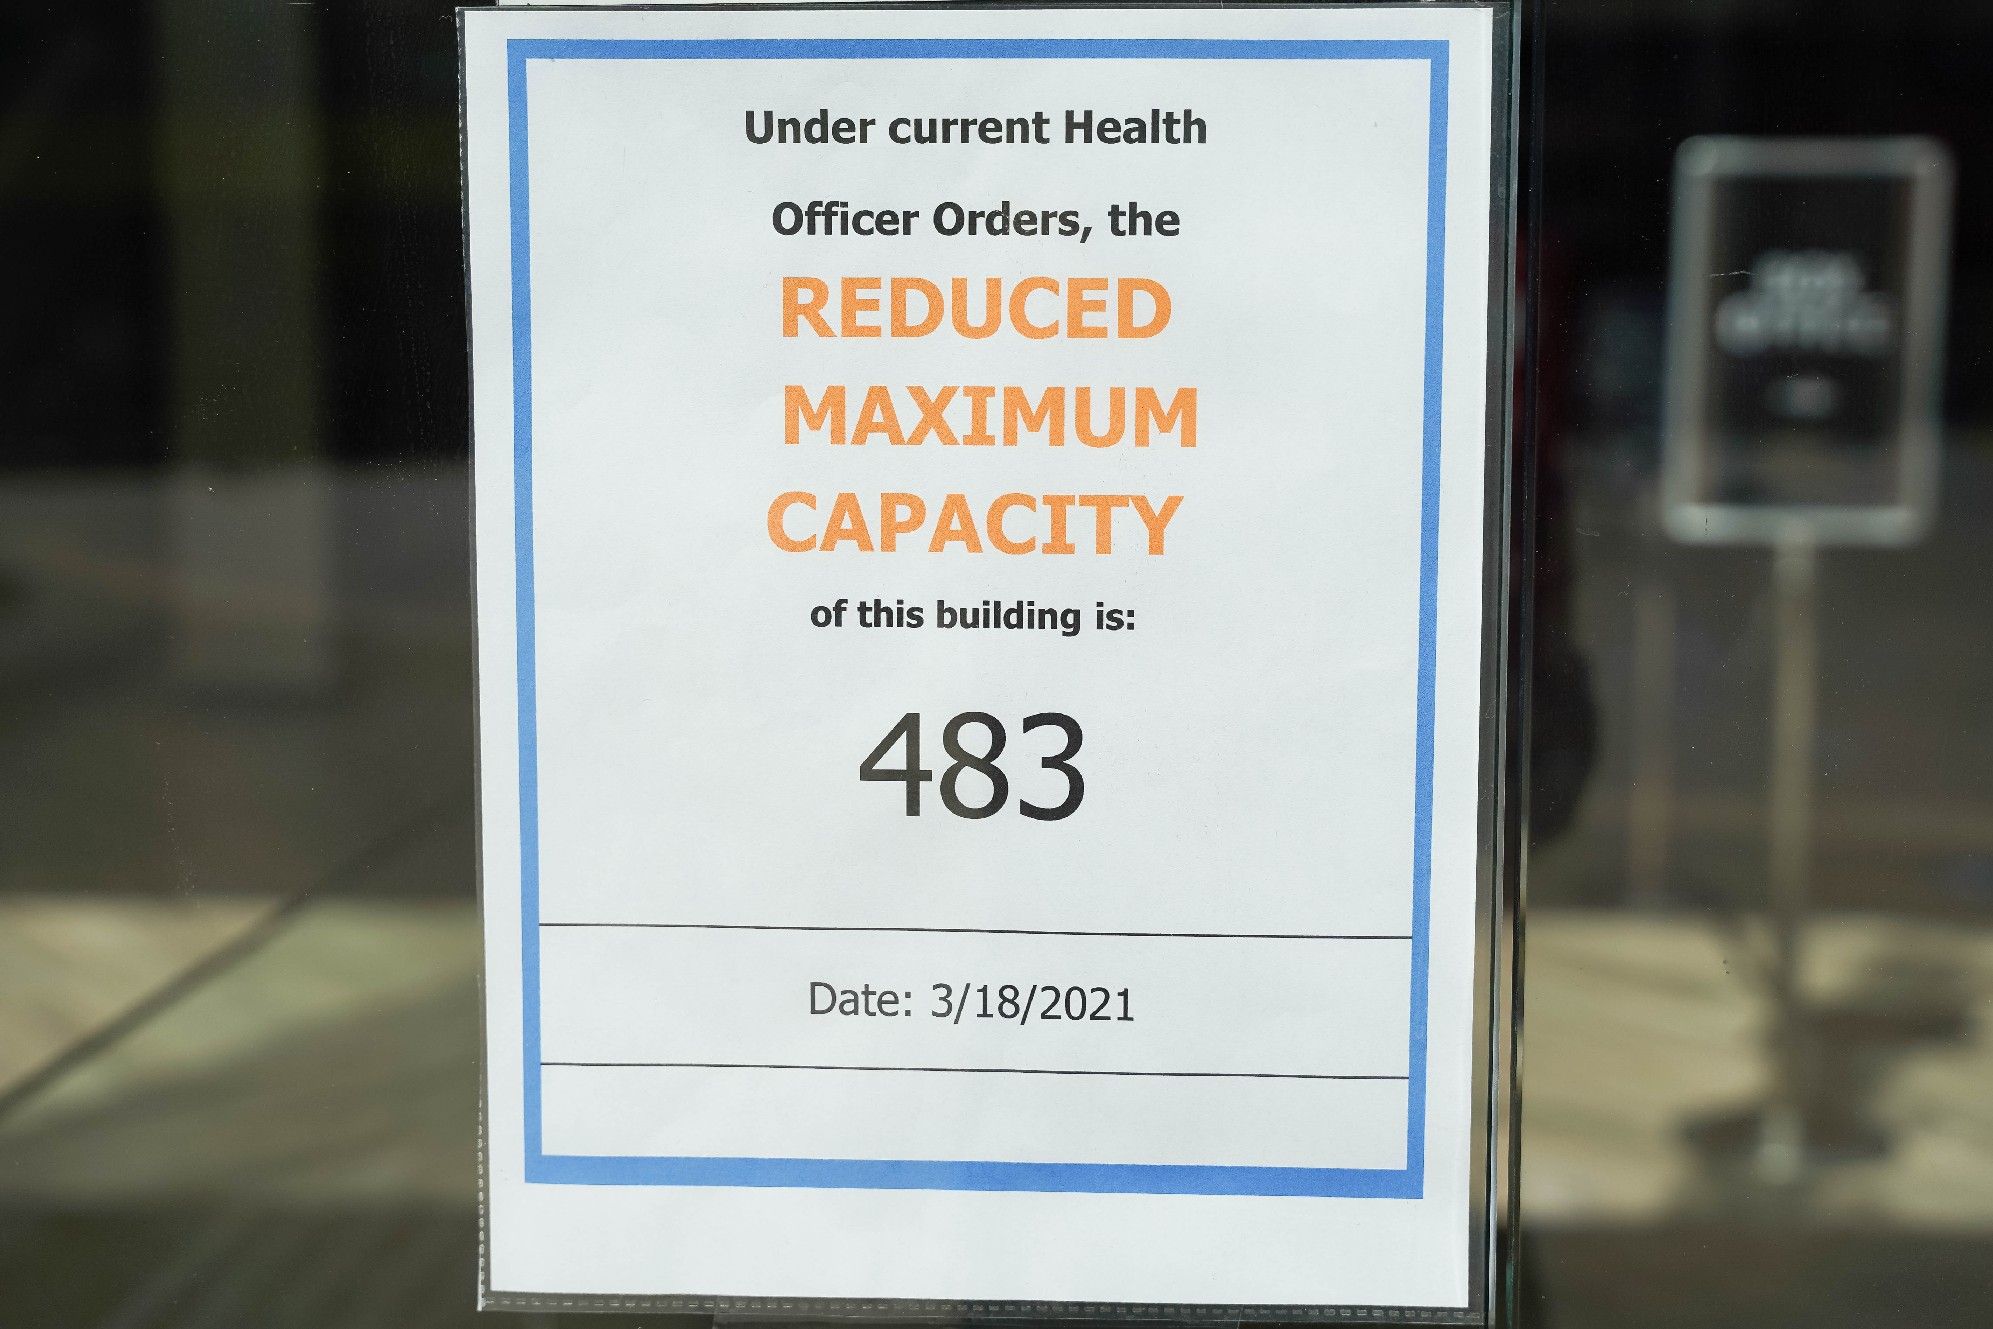 Under current Health
Officer Orders, the
REDUCED
MAXIMUM
CAPACITY
of this building is:
483
Date: 3/18/2021